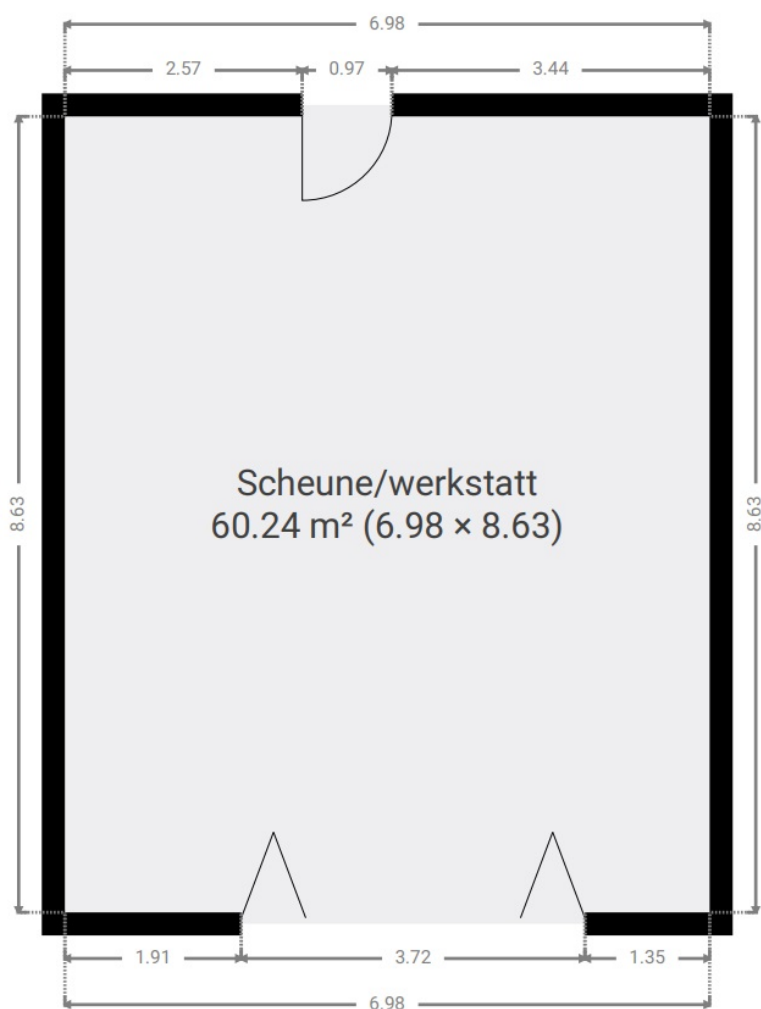 6.98
2.57 0.97 3.44
8.63 8.63
Scheune/werkstatt
60.24 m² (6.98 × 8.63)
1.91 3.72 1.35
6.98